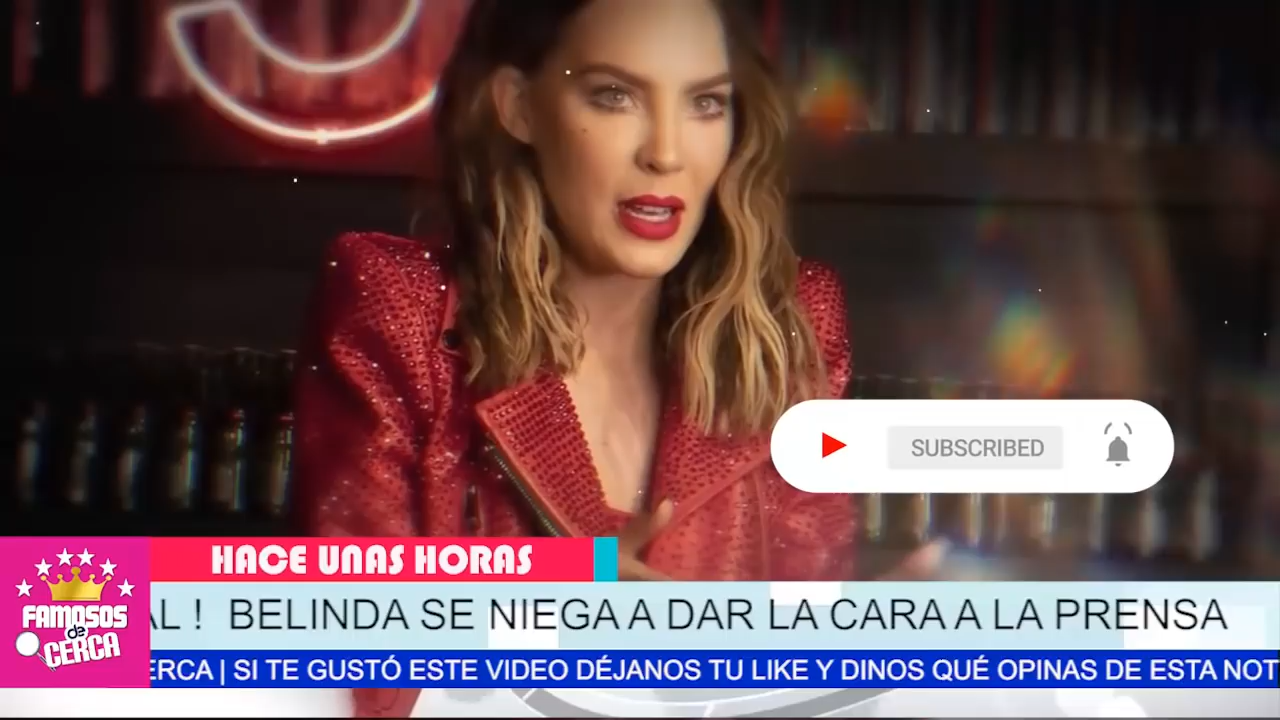 SUBSCRIBED
HACE UNAS HORAS
AL ! BELINDA SE NIEGA A DAR LA CARA A LA PRENSA
FAMOSOS
de
CERCA
ERCA | SI TE GUSTÓ ESTE VIDEO DÉJANOS TU LIKE Y DINOS QUÉ OPINAS DE ESTA NOT